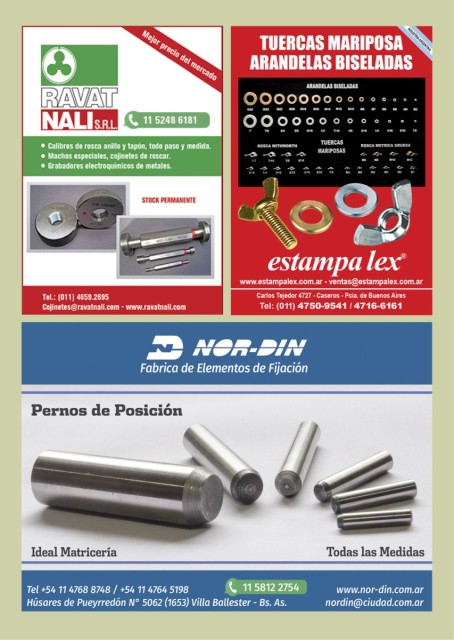 Mejor precio del mercado
RAVAT
NALI S.R.L.
11 5248 6181
• Calibres de rosca anillo y tapón, todo paso y medida.
• Machos especiales, cojinetes de roscar.
• Grabadores electroquímicos de metales.
STOCK PERMANENTE
Tel.: (011) 4659.2695
Cojinetes@ravatnali.com - www.ravatnali.com
TUERCAS MARIPOSA
ARANDELAS BISELADAS
ARANDELAS BISELADAS
TUERCAS
MARIPOSAS
ROSCA WITHWORTH
ROSCA METRICA GRUESA
estampa lex®
www.estampalex.com.ar - ventas@estampalex.com.ar
Carlos Tejedor 4727 - Caseros - Pcia. de Buenos Aires
Tel: (011) 4750-9541 / 4716-6161
NOR-DIN
Fabrica de Elementos de Fijación
Pernos de Posición
Ideal Matricería
Todas las Medidas
Tel +54 11 4768 8748 / +54 11 4764 5198
11 5812 2754
www.nor-din.com.ar
Húsares de Pueyrredón N° 5062 (1653) Villa Ballester - Bs. As.
nordin@ciudad.com.ar